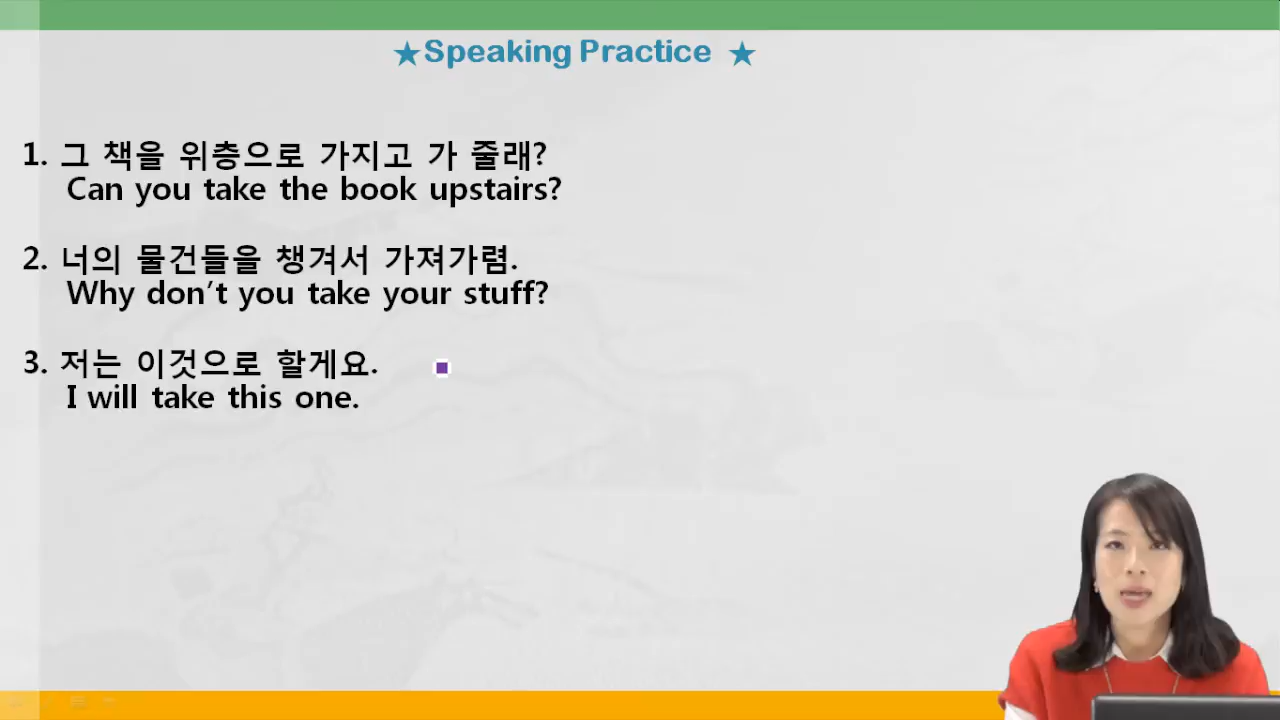 ★Speaking Practice ★
1. 그 책을 위층으로 가지고 가 줄래?
Can you take the book upstairs?
2. 너의 물건들을 챙겨서 가져가렴.
Why don't you take your stuff?
3. 저는 이것으로 할게요.
I will take this one.